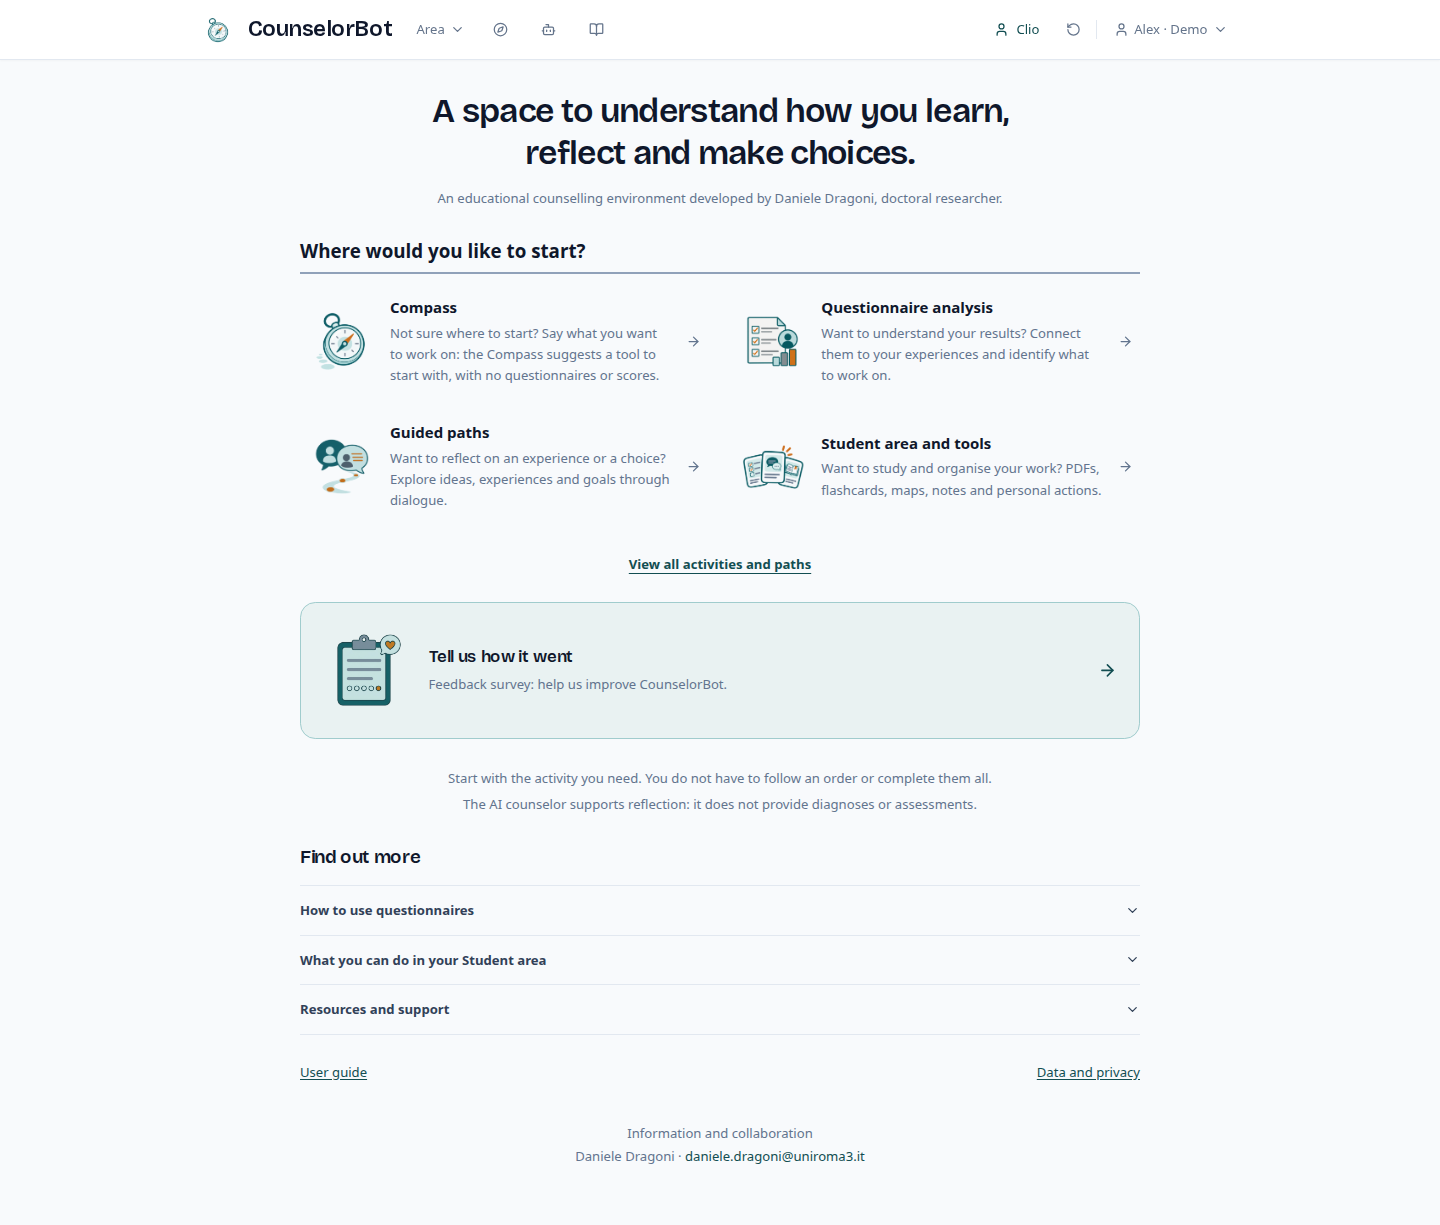 CounselorBot
Area
Clio
Alex · Demo
A space to understand how you learn,
reflect and make choices.
An educational counselling environment developed by Daniele Dragoni, doctoral researcher.
Where would you like to start?
Compass
Not sure where to start? Say what you want
to work on: the Compass suggests a tool to
start with, with no questionnaires or scores.
Questionnaire analysis
Want to understand your results? Connect
them to your experiences and identify what
to work on.
Guided paths
Want to reflect on an experience or a choice?
Explore ideas, experiences and goals through
dialogue.
Student area and tools
Want to study and organise your work? PDFs,
flashcards, maps, notes and personal actions.
View all activities and paths
Tell us how it went
Feedback survey: help us improve CounselorBot.
Start with the activity you need. You do not have to follow an order or complete them all.
The AI counselor supports reflection: it does not provide diagnoses or assessments.
Find out more
How to use questionnaires
What you can do in your Student area
Resources and support
User guide
Data and privacy
Information and collaboration
Daniele Dragoni · daniele.dragoni@uniroma3.it